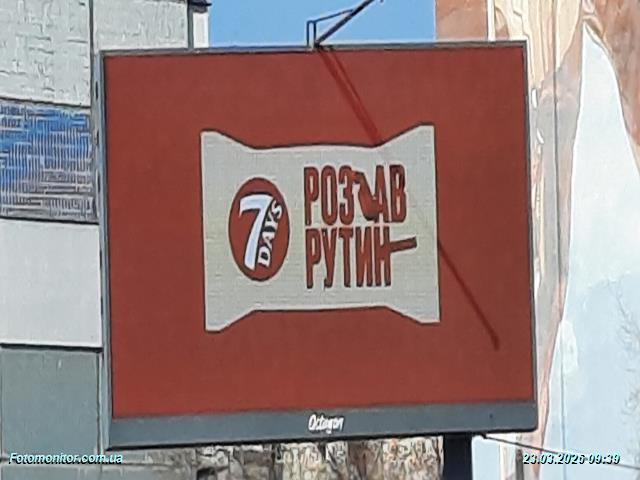 7
DAYS
РОЗ АВ
РУТИН
Octagon
Fotomonitor.com.ua
23.03.2026 09:39